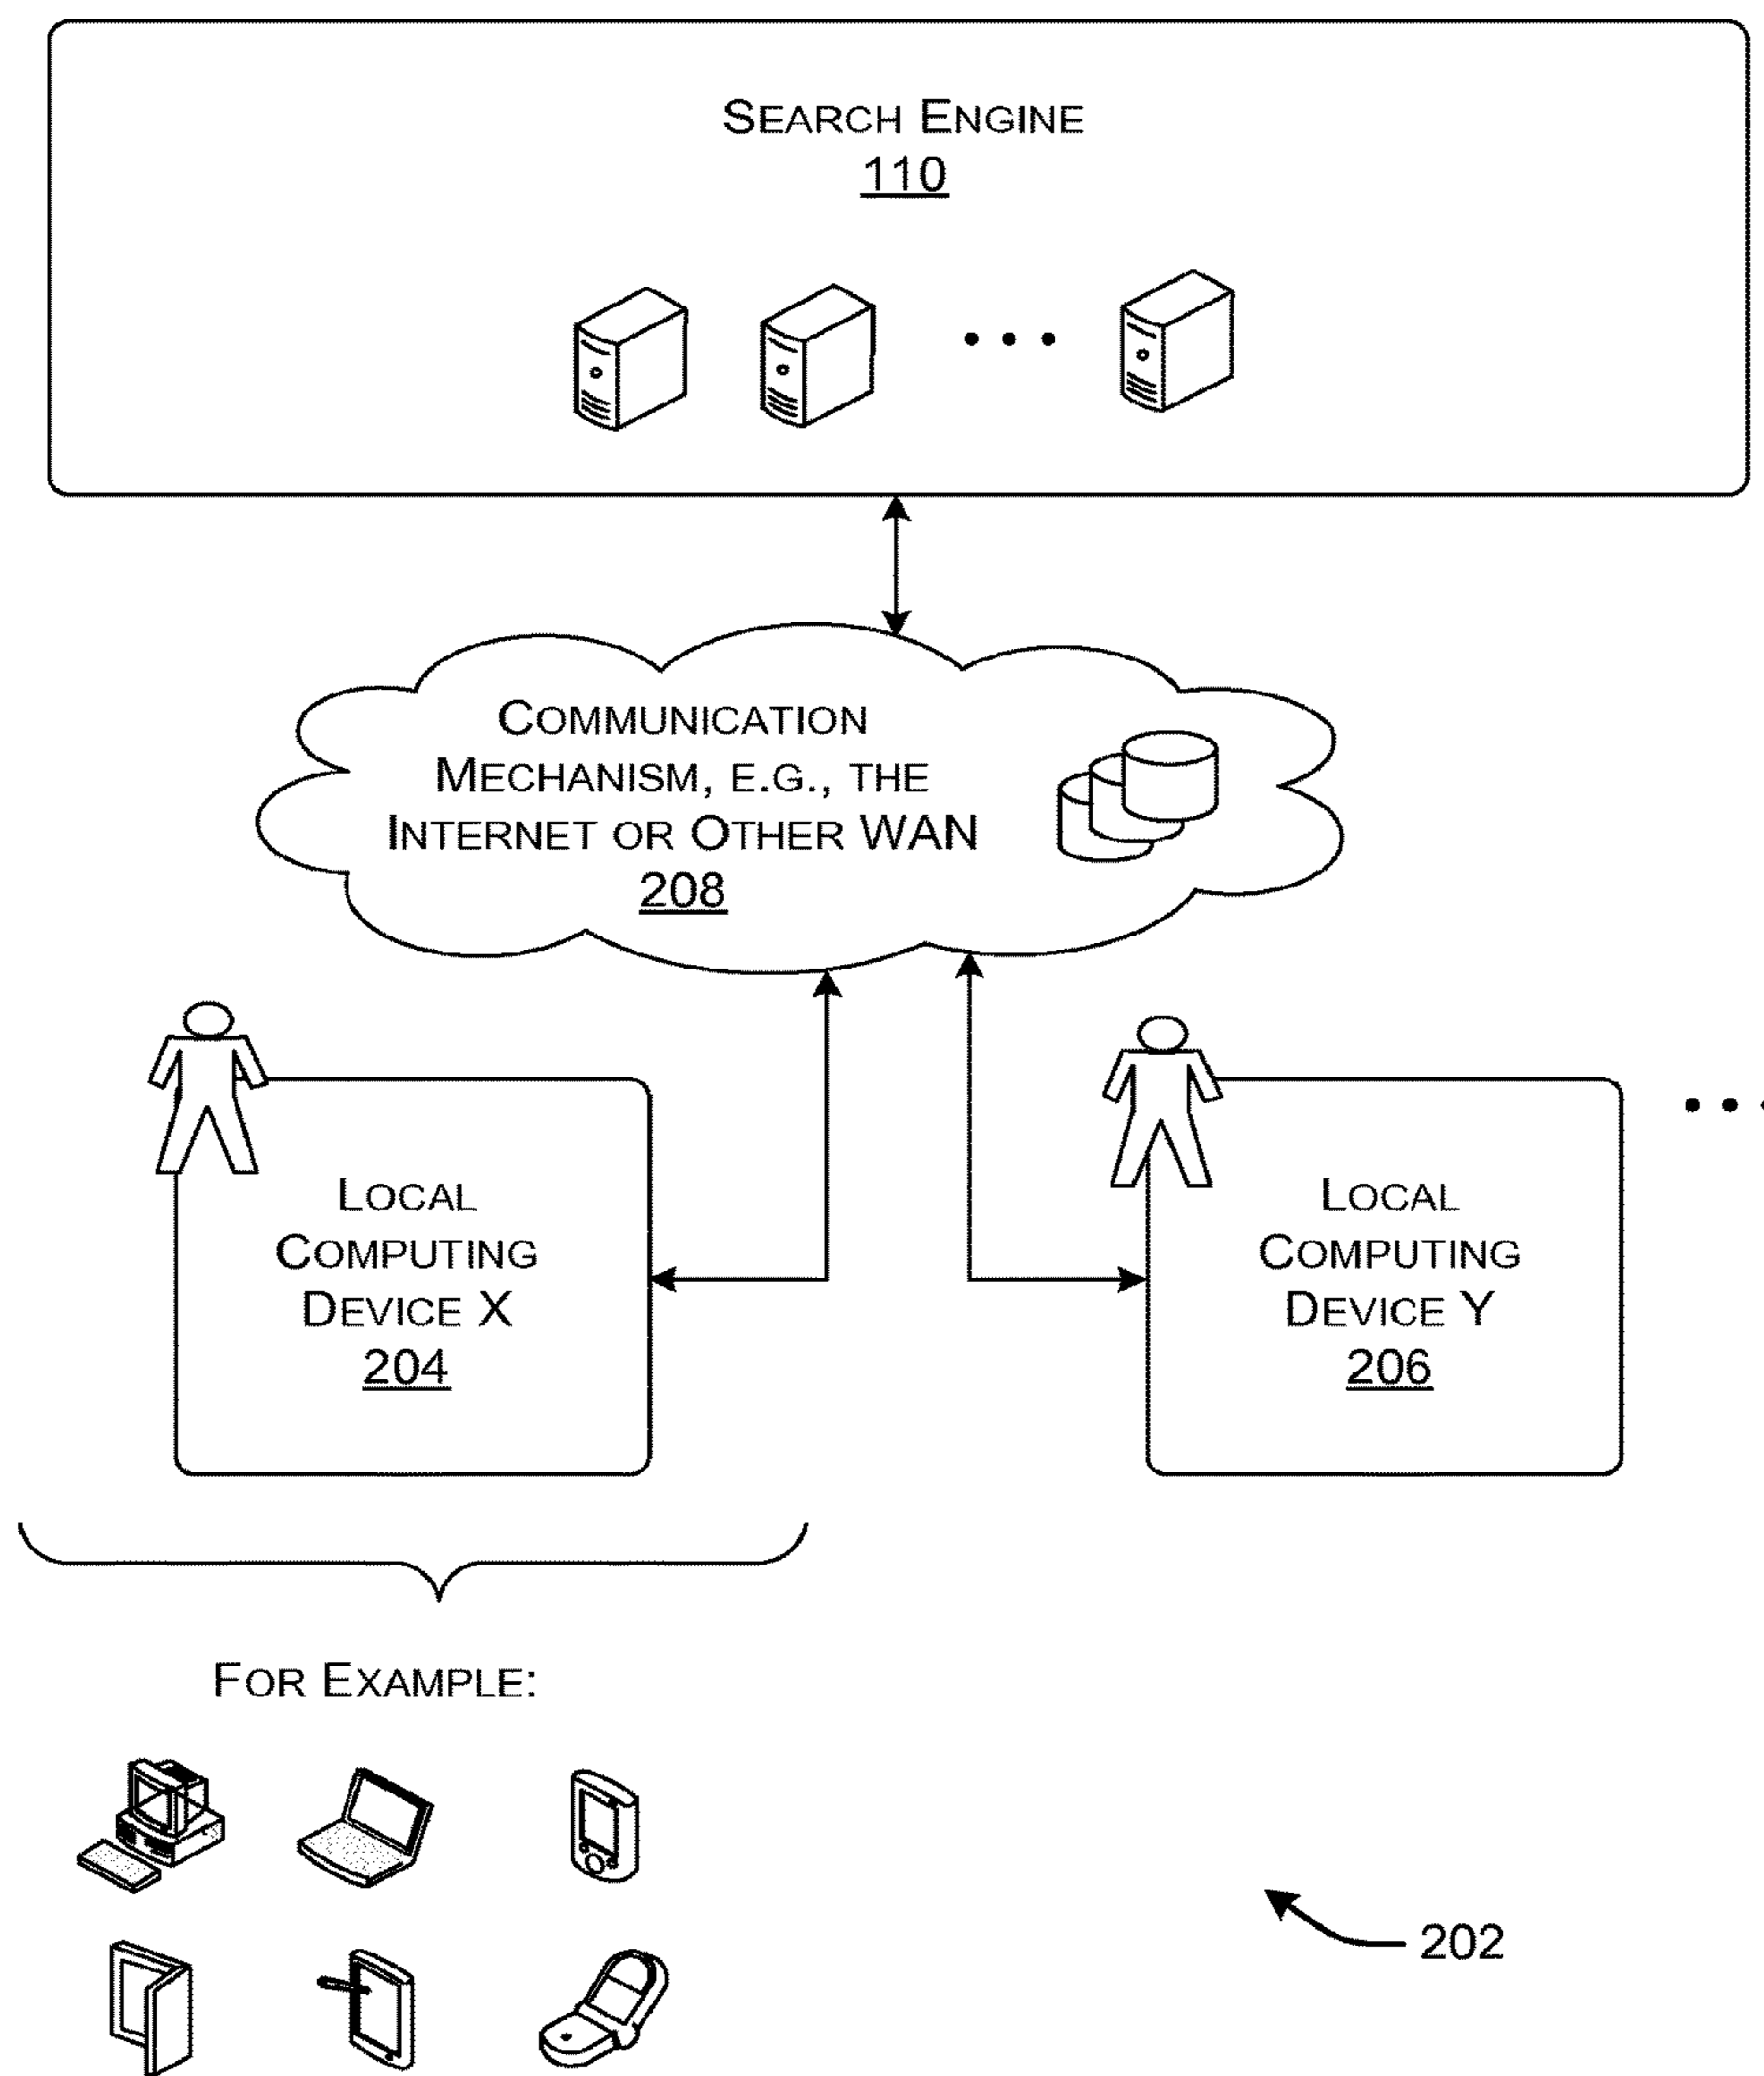 SEARCH ENGINE
110
COMMUNICATION
MECHANISM, E.G., THE
INTERNET OR OTHER WAN
208
LOCAL
COMPUTING
DEVICE X
204
LOCAL
COMPUTING
DEVICE Y
206
FOR EXAMPLE:
202